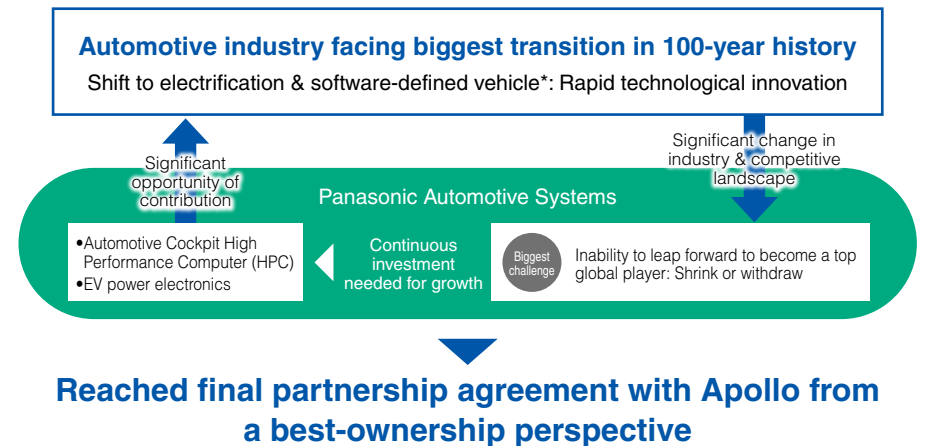 Automotive industry facing biggest transition in 100-year history
Shift to electrification & software-defined vehicle*: Rapid technological innovation
Significant
opportunity of
contribution
Significant change in
industry & competitive
landscape
Panasonic Automotive Systems
•Automotive Cockpit High
Performance Computer (HPC)
•EV power electronics
Continuous
investment
needed for growth
Biggest
challenge
Inability to leap forward to become a top
global player: Shrink or withdraw
Reached final partnership agreement with Apollo from
a best-ownership perspective